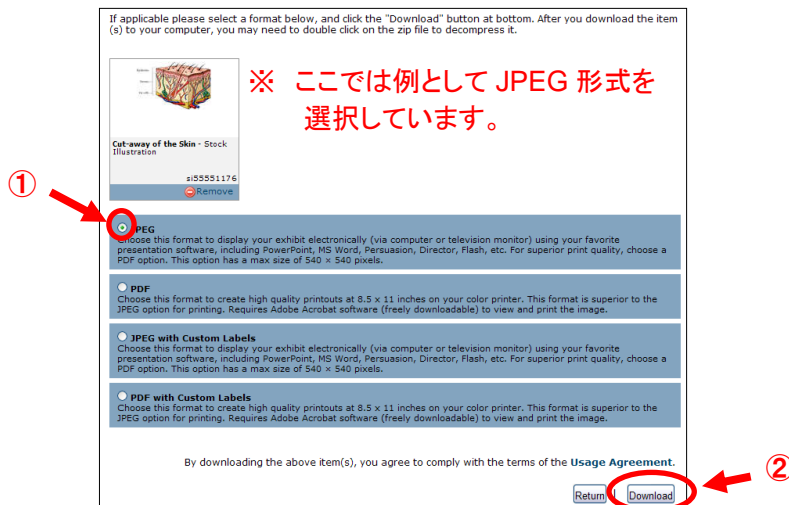 If applicable please select a format below, and click the "Download" button at bottom. After you download the item
(s) to your computer, you may need to double click on the zip file to decompress it.
※ ここでは例として JPEG 形式を
選択しています。
Cut-away of the Skin - Stock
Illustration
si55551176
Remove
①
JPEG
Choose this format to display your exhibit electronically (via computer or television monitor) using your favorite
presentation software, including PowerPoint, MS Word, Persuasion, Director, Flash, etc. For superior print quality, choose a
PDF option. This option has a max size of 540 × 540 pixels.
PDF
Choose this format to create high quality printouts at 8.5 x 11 inches on your color printer. This format is superior to the
JPEG option for printing. Requires Adobe Acrobat software (freely downloadable) to view and print the image.
JPEG with Custom Labels
Choose this format to display your exhibit electronically (via computer or television monitor) using your favorite
presentation software, including PowerPoint, MS Word, Persuasion, Director, Flash, etc. For superior print quality, choose a
PDF option. This option has a max size of 540 × 540 pixels.
PDF with Custom Labels
Choose this format to create high quality printouts at 8.5 x 11 inches on your color printer. This format is superior to the
JPEG option for printing. Requires Adobe Acrobat software (freely downloadable) to view and print the image.
By downloading the above item(s), you agree to comply with the terms of the Usage Agreement.
②
Return | Download